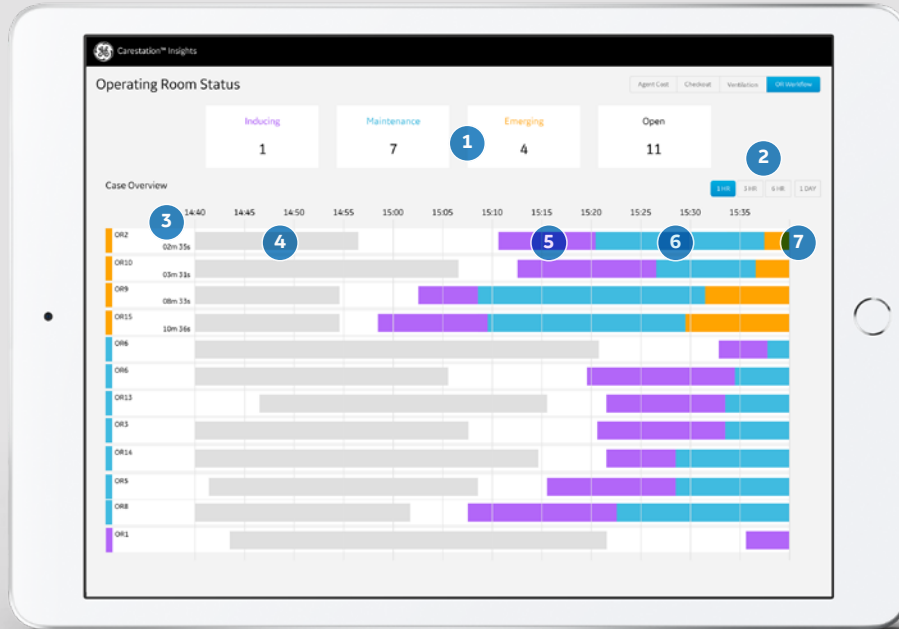 Carestation™ Insights
Operating Room Status
Agent Cost Checkout Ventilation OR Workflow
Inducing Maintenance Emerging Open
1 7 4 11
1
2
Case Overview
1 HR 3 HR 6 HR 1 DAY
14:40 14:45 14:50 14:55 15:00 15:05 15:10 15:15 15:20 15:25 15:30 15:35
3
OR2
02m 35s
4 5 6 7
OR10
03m 31s
OR9
08m 33s
OR15
10m 36s
OR6
OR6
OR13
OR3
OR14
OR5
OR8
OR1